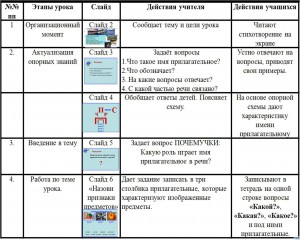 №№ пп Этапы урока Слайд Действия учителя Действия учащихся
1. Организационный момент
Слайд 2
Сообщает тему и цели урока
Читают
стихотворение на
экране
2. Актуализация
опорных знаний
Слайд 3
Задаёт вопросы
1.Что такое имя прилагательное?
2.Что обозначает?
3. На какие вопросы отвечает?
4. С какой частью речи связано?
Устно отвечают на
вопросы, приводят
свои примеры.
Слайд 4
Обобщает ответы детей. Поясняет
схему.
На основе опорной
схемы дают
характеристику
имени
прилагательному
3. Введение в тему
Слайд 5
Задает вопрос ПОЧЕМУЧКИ:
Какую роль играет имя
прилагательное в речи?
4. Работа по теме
урока.
Слайд 6
«Назови
признаки
предметов»
Дает задание записать в три
столбика прилагательные, которые
характеризуют изображенные
предметы.
Записывают в
тетрадь на одной
строке вопросы
«Какой?»,
«Какая?», «Какое?»
и под ними
прилагательные.